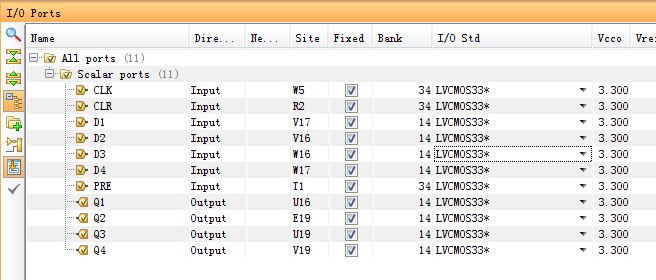 I/O Ports
Name Dire... Ne... Site Fixed Bank I/O Std Vcco Vre
All ports (11)
Scalar ports (11)
CLK Input W5 34 LVCMOS33* 3.300
CLR Input R2 34 LVCMOS33* 3.300
D1 Input V17 14 LVCMOS33* 3.300
D2 Input V16 14 LVCMOS33* 3.300
D3 Input W16 14 LVCMOS33* 3.300
D4 Input W17 14 LVCMOS33* 3.300
PRE Input T1 34 LVCMOS33* 3.300
Q1 Output U16 14 LVCMOS33* 3.300
Q2 Output E19 14 LVCMOS33* 3.300
Q3 Output U19 14 LVCMOS33* 3.300
Q4 Output V19 14 LVCMOS33* 3.300